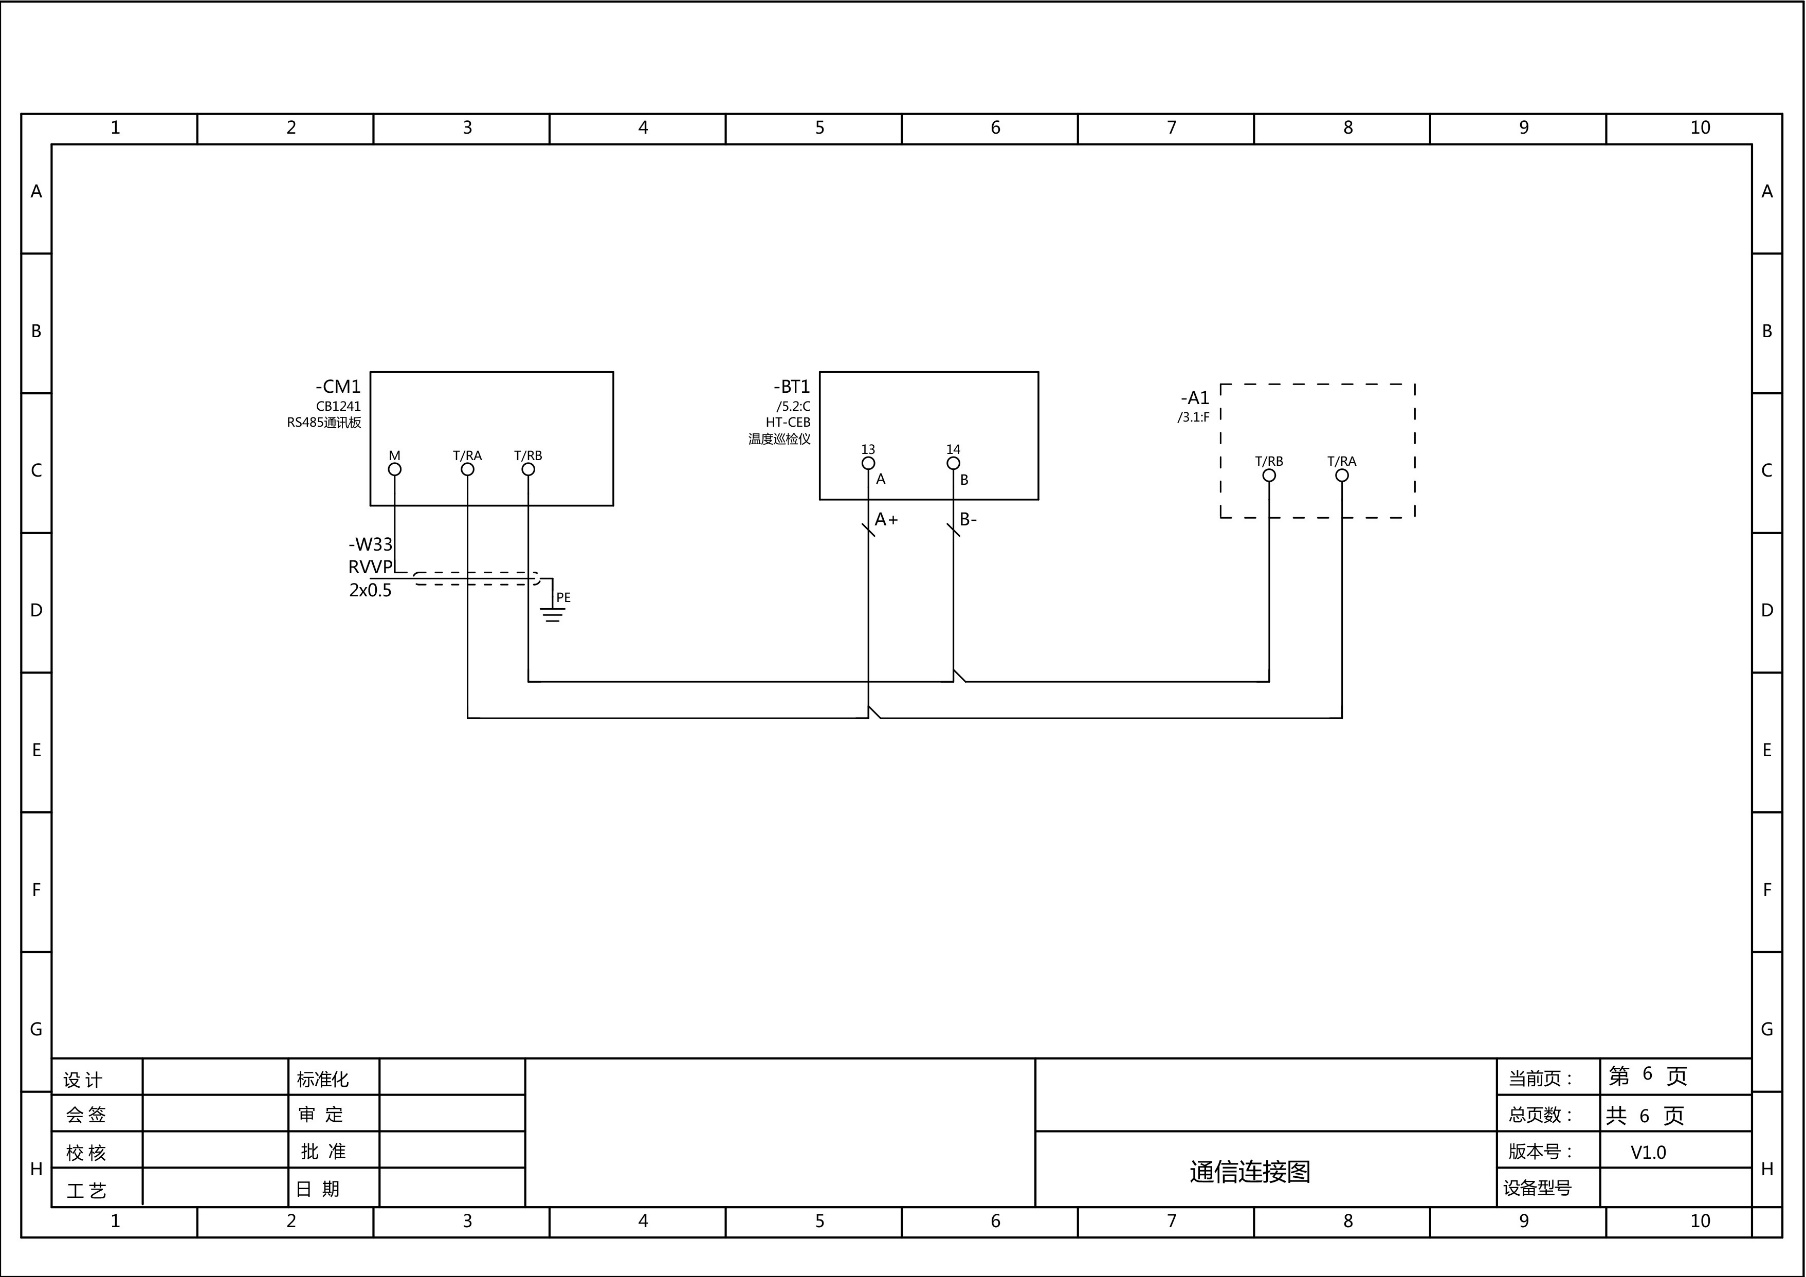 1 2 3 4 5 6 7 8 9 10
A A
B B
-CM1
CB1241
RS485通讯板
M T/RA T/RB
-BT1
/5.2:C
HT-CEB
温度巡检仪
13 14
A B
A+ B-
-A1
/3.1:F
T/RB T/RA
C C
-W33
RVVP
2x0.5
PE
D D
E E
F F
G G
设 计 标准化 当前页: 第 6 页
会 签 审 定 总页数: 共 6 页
校 核 批 准 版本号: V1.0
通信连接图
工 艺 日 期 设备型号
H H
1 2 3 4 5 6 7 8 9 10